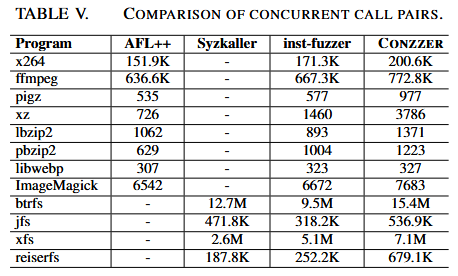 TABLE V. COMPARISON OF CONCURRENT CALL PAIRS.
Program AFL++ Syzkaller inst-fuzzer CONZZER
x264 151.9K - 171.3K 200.6K
ffmpeg 636.6K - 667.3K 772.8K
pigz 535 - 577 977
xz 726 - 1460 3786
lbzip2 1062 - 893 1371
pbzip2 629 - 1004 1223
libwebp 307 - 323 327
ImageMagick 6542 - 6672 7683
btrfs - 12.7M 9.5M 15.4M
jfs - 471.8K 318.2K 536.9K
xfs - 2.6M 5.1M 7.1M
reiserfs - 187.8K 252.2K 679.1K